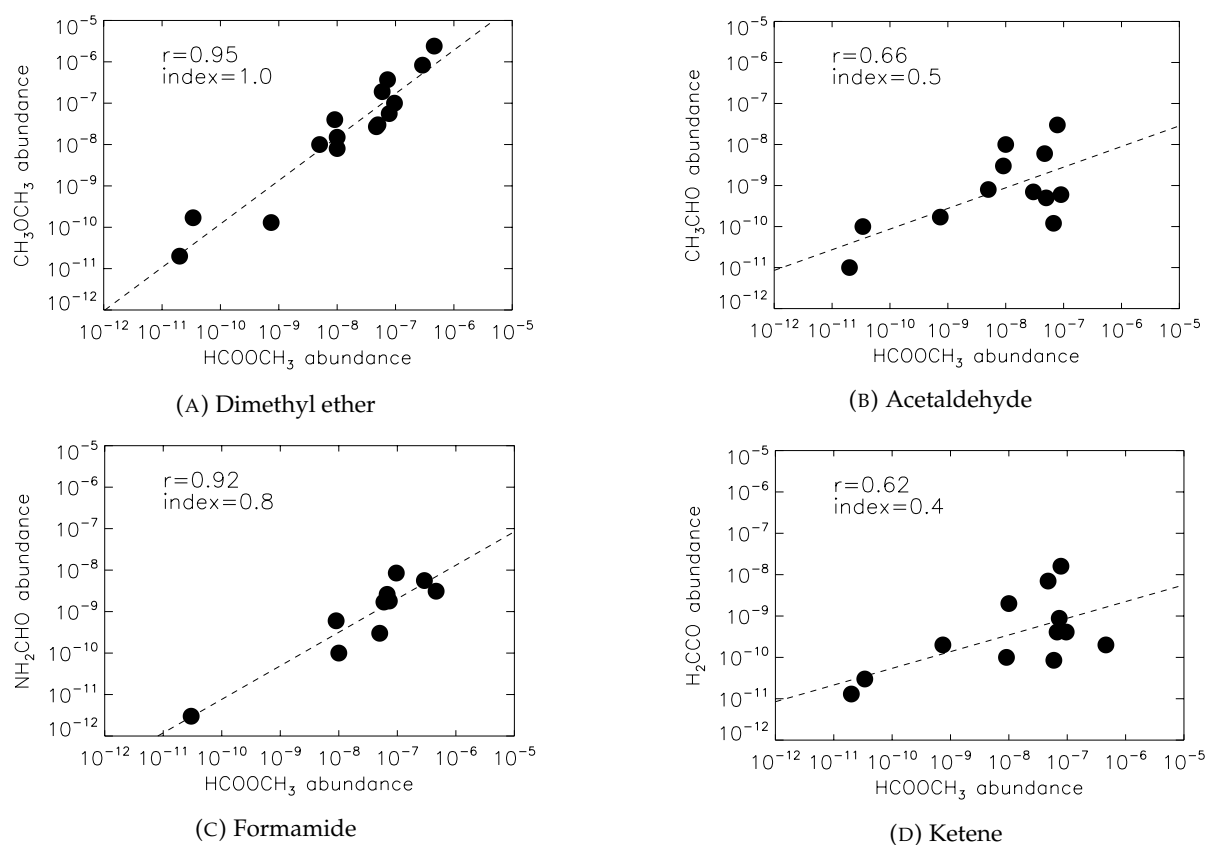 r=0.95
index=1.0
CH₃OCH₃ abundance
10⁻⁵
10⁻⁶
10⁻⁷
10⁻⁸
10⁻⁹
10⁻¹⁰
10⁻¹¹
10⁻¹²
10⁻¹² 10⁻¹¹ 10⁻¹⁰ 10⁻⁹ 10⁻⁸ 10⁻⁷ 10⁻⁶ 10⁻⁵
HCOOCH₃ abundance
(A) Dimethyl ether
r=0.66
index=0.5
CH₃CHO abundance
10⁻⁵
10⁻⁶
10⁻⁷
10⁻⁸
10⁻⁹
10⁻¹⁰
10⁻¹¹
10⁻¹²
10⁻¹² 10⁻¹¹ 10⁻¹⁰ 10⁻⁹ 10⁻⁸ 10⁻⁷ 10⁻⁶ 10⁻⁵
HCOOCH₃ abundance
(B) Acetaldehyde
r=0.92
index=0.8
NH₂CHO abundance
10⁻⁵
10⁻⁶
10⁻⁷
10⁻⁸
10⁻⁹
10⁻¹⁰
10⁻¹¹
10⁻¹²
10⁻¹² 10⁻¹¹ 10⁻¹⁰ 10⁻⁹ 10⁻⁸ 10⁻⁷ 10⁻⁶ 10⁻⁵
HCOOCH₃ abundance
(C) Formamide
r=0.62
index=0.4
H₂CCO abundance
10⁻⁵
10⁻⁶
10⁻⁷
10⁻⁸
10⁻⁹
10⁻¹⁰
10⁻¹¹
10⁻¹²
10⁻¹² 10⁻¹¹ 10⁻¹⁰ 10⁻⁹ 10⁻⁸ 10⁻⁷ 10⁻⁶ 10⁻⁵
HCOOCH₃ abundance
(D) Ketene